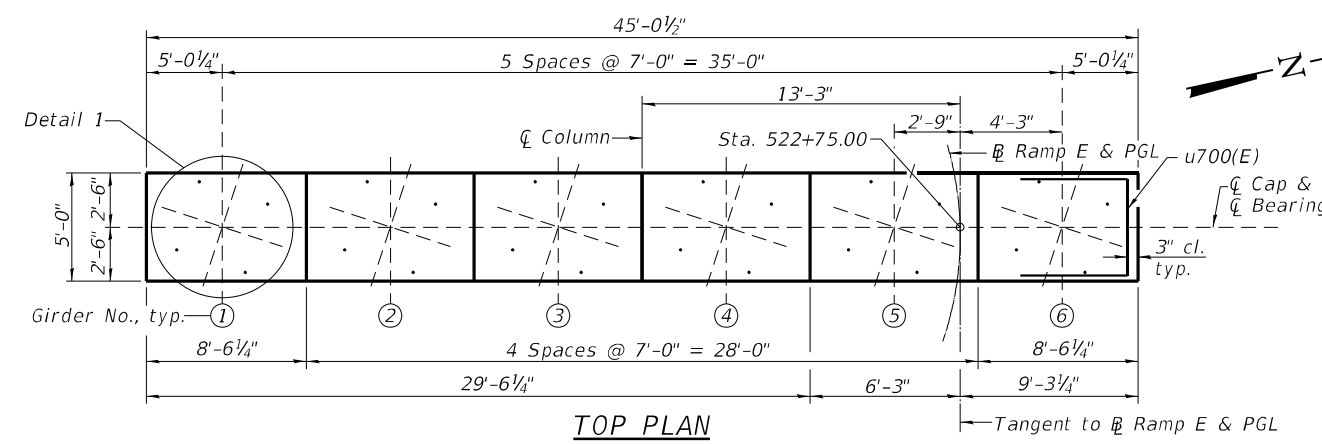 45'-0½"
5'-0¼"
5 Spaces @ 7'-0" = 35'-0"
5'-0¼"
N
13'-3"
Detail 1
2'-9"
4'-3"
℄ Column
Sta. 522+75.00
B͟L Ramp E & PGL
u700(E)
5'-0"
2'-6"
2'-6"
℄ Cap &
℄ Bearing
3" cl.
typ.
Girder No., typ.
1
2
3
4
5
6
8'-6¼"
4 Spaces @ 7'-0" = 28'-0"
8'-6¼"
29'-6¼"
6'-3"
9'-3¼"
TOP PLAN
Tangent to B͟L Ramp E & PGL